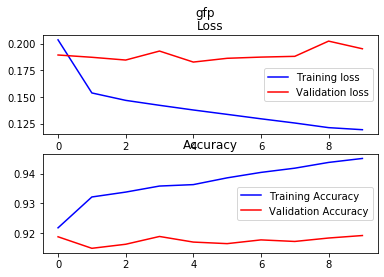 gfp
Loss
0.200
0.175
0.150
0.125
Training loss
Validation loss
0 2 4 6 8
Accuracy
0.94
0.93
0.92
Training Accuracy
Validation Accuracy
0 2 4 6 8